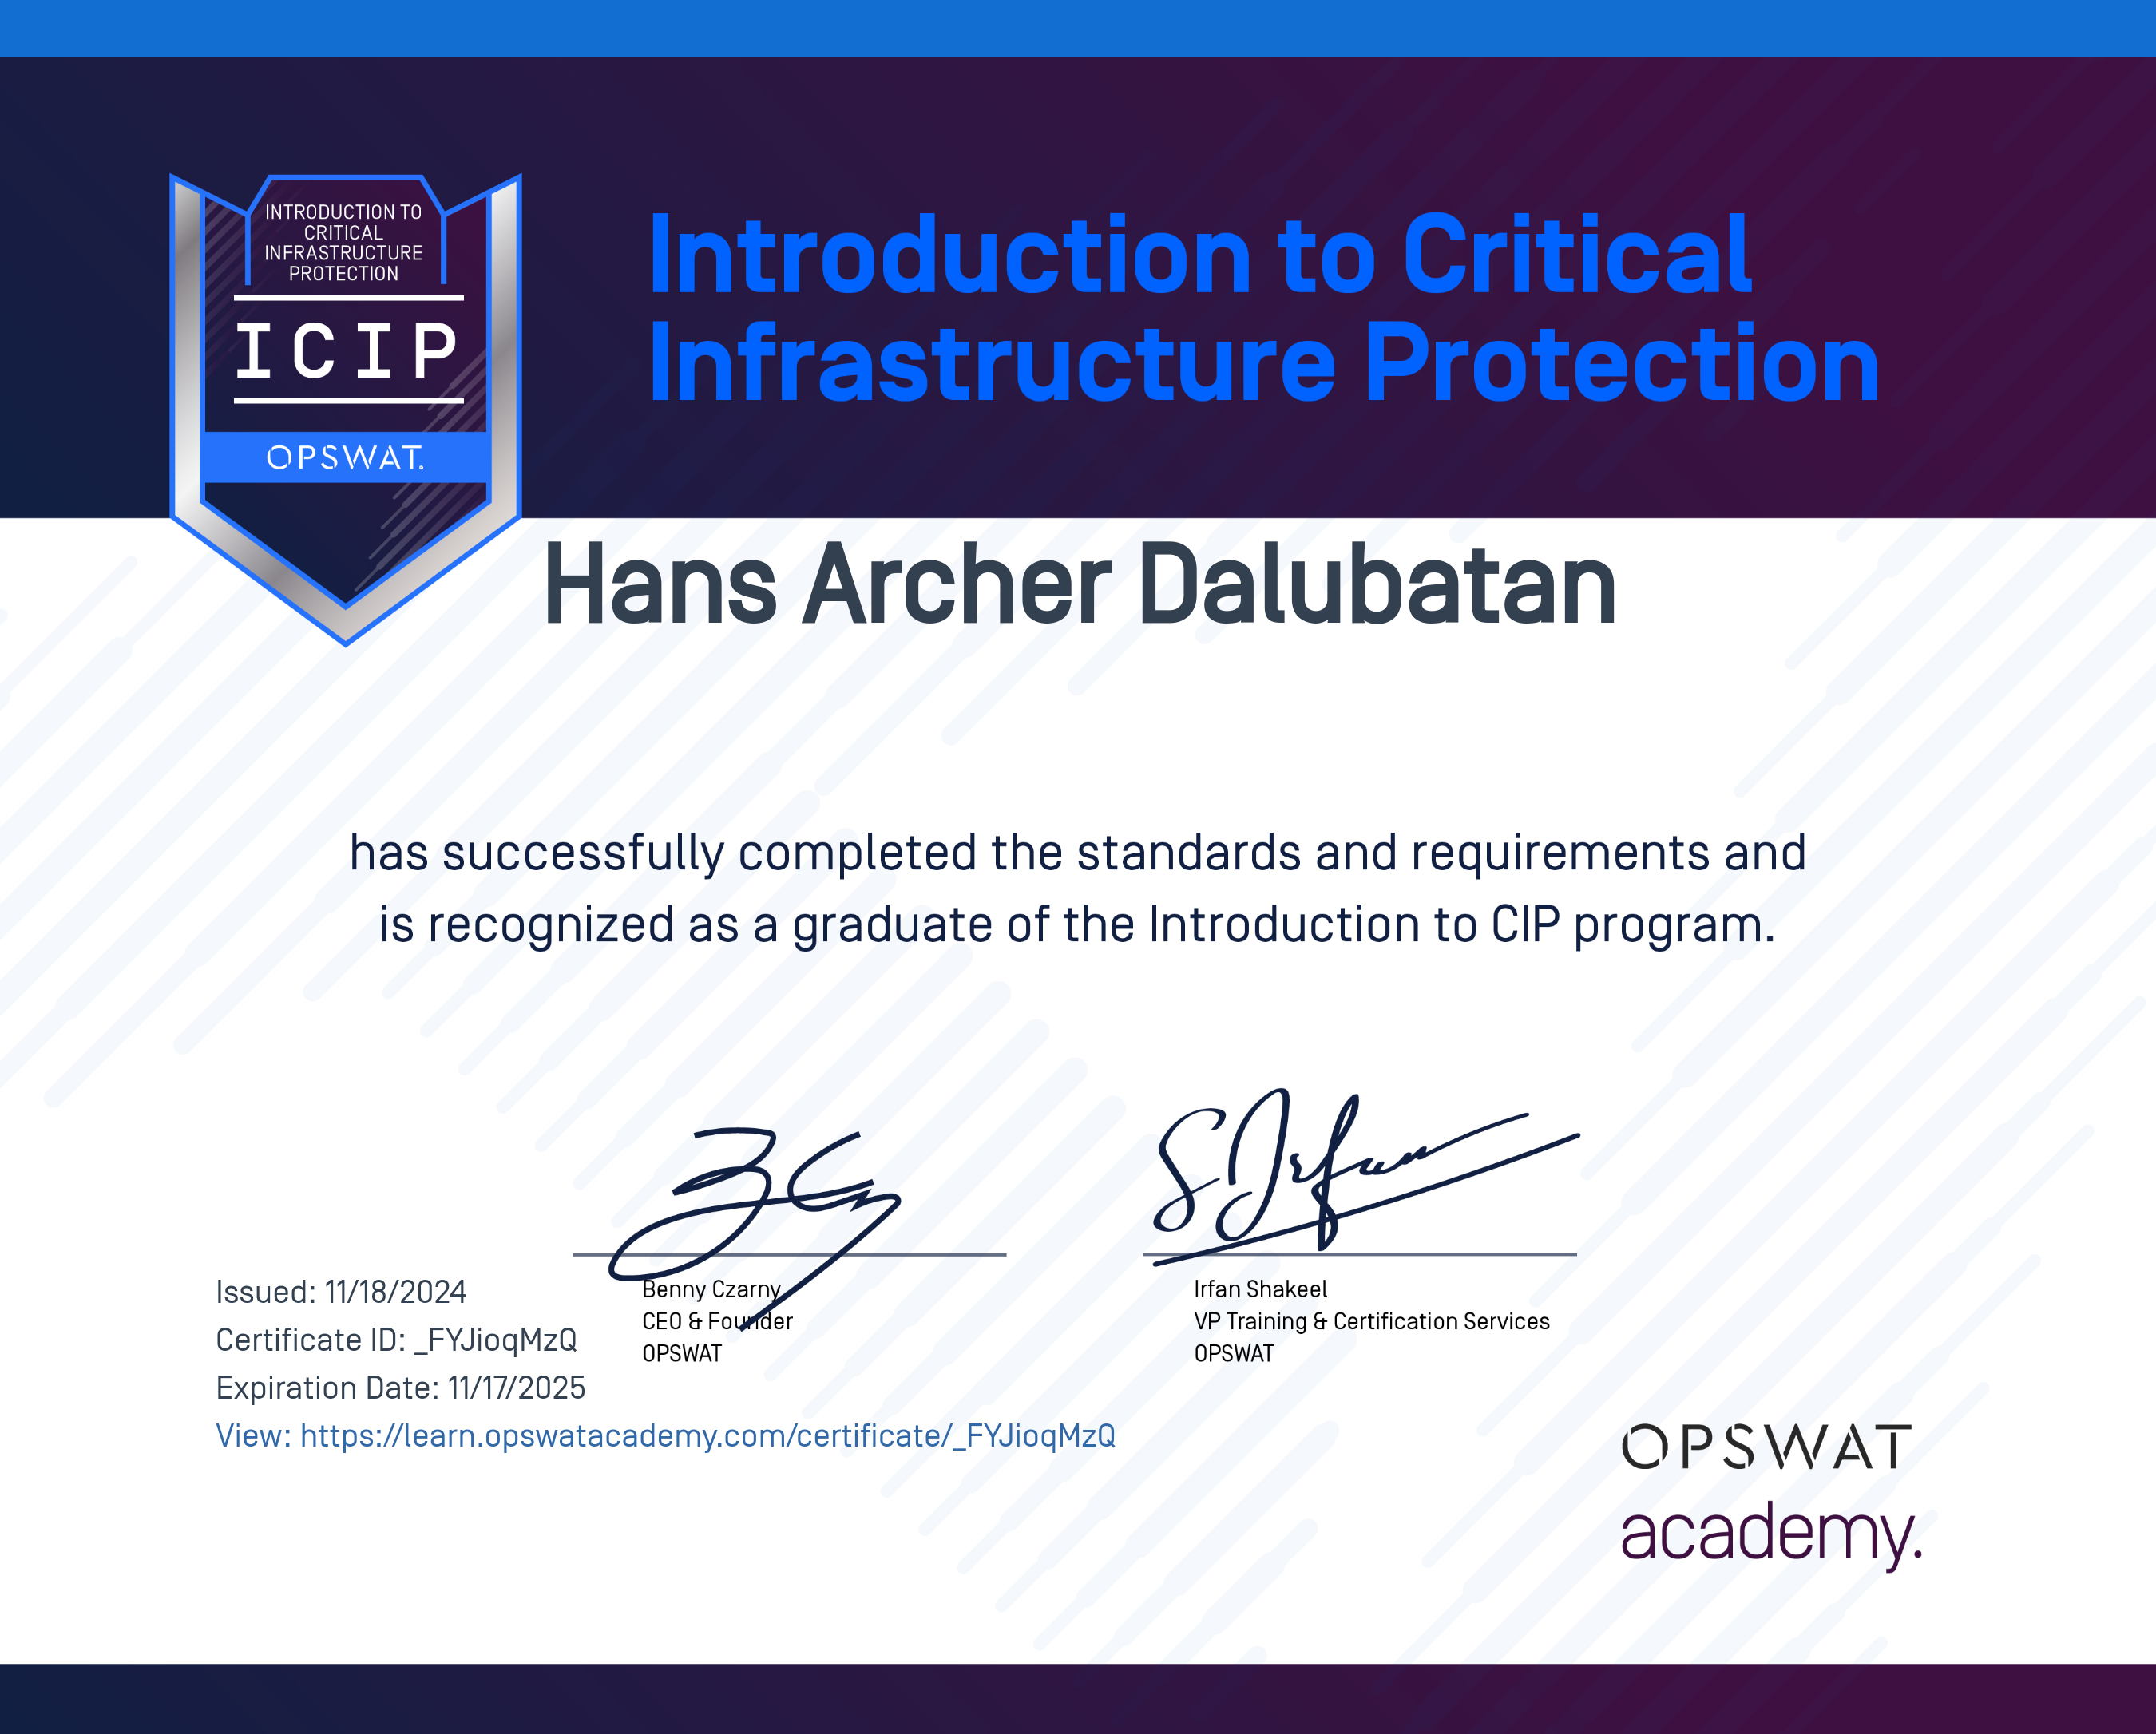 INTRODUCTION TO
CRITICAL
INFRASTRUCTURE
PROTECTION
ICIP
OPSWAT.
Introduction to Critical
Infrastructure Protection
Hans Archer Dalubatan
has successfully completed the standards and requirements and
is recognized as a graduate of the Introduction to CIP program.
S Irfan
Issued: 11/18/2024
Certificate ID: _FYJioqMzQ
Expiration Date: 11/17/2025
View: https://learn.opswatacademy.com/certificate/_FYJioqMzQ
Benny Czarny
CEO & Founder
OPSWAT
Irfan Shakeel
VP Training & Certification Services
OPSWAT
OPSWAT
academy.